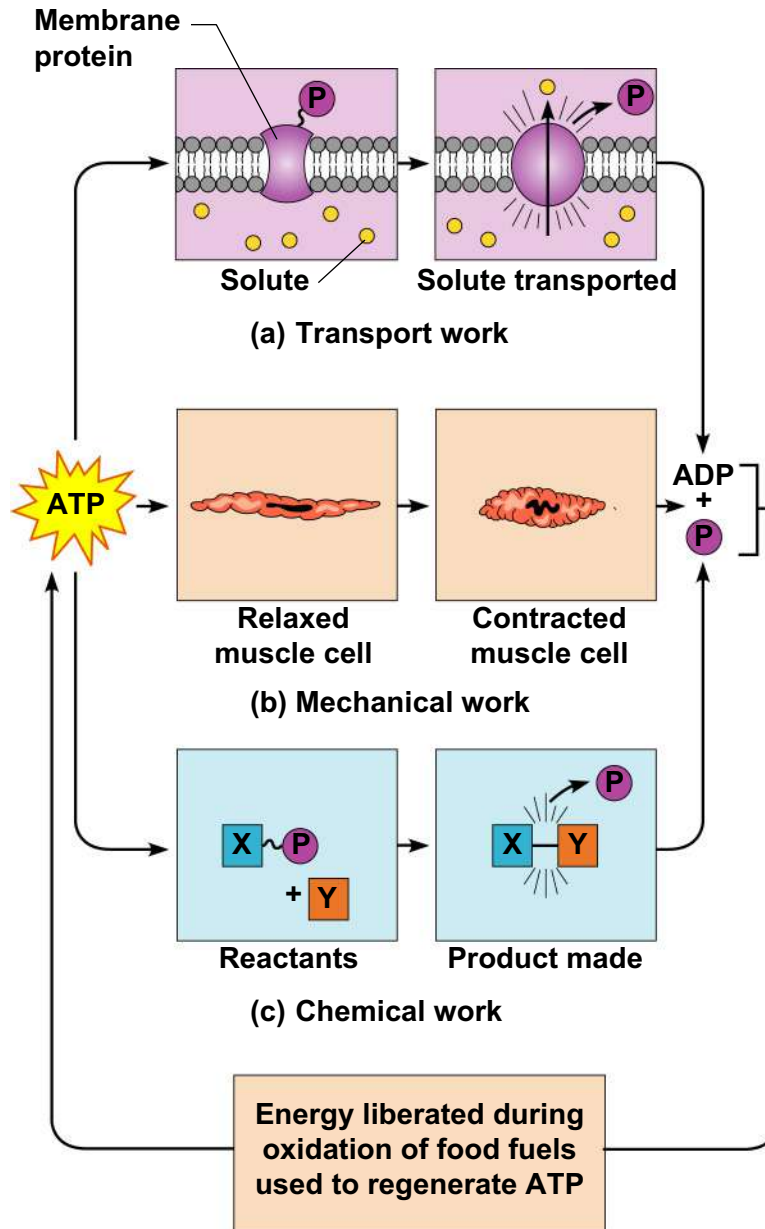 Membrane
protein
P
P
Solute
Solute transported
(a) Transport work
ATP
ADP
+
P
Relaxed
muscle cell
Contracted
muscle cell
(b) Mechanical work
X
P
+
Y
P
X
Y
Reactants
Product made
(c) Chemical work
Energy liberated during
oxidation of food fuels
used to regenerate ATP